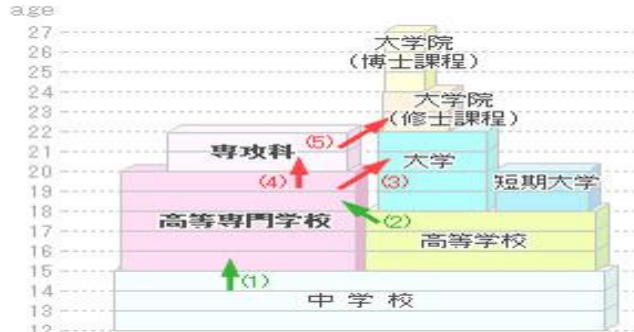 age
27
26
25
24
23
22
21
20
19
18
17
16
15
14
13
12
大学院
(博士課程)
大学院
(修士課程)
専攻科
(5)
大学
(4)
(3)
短期大学
高等専門学校
(2)
高等学校
(1)
中学校